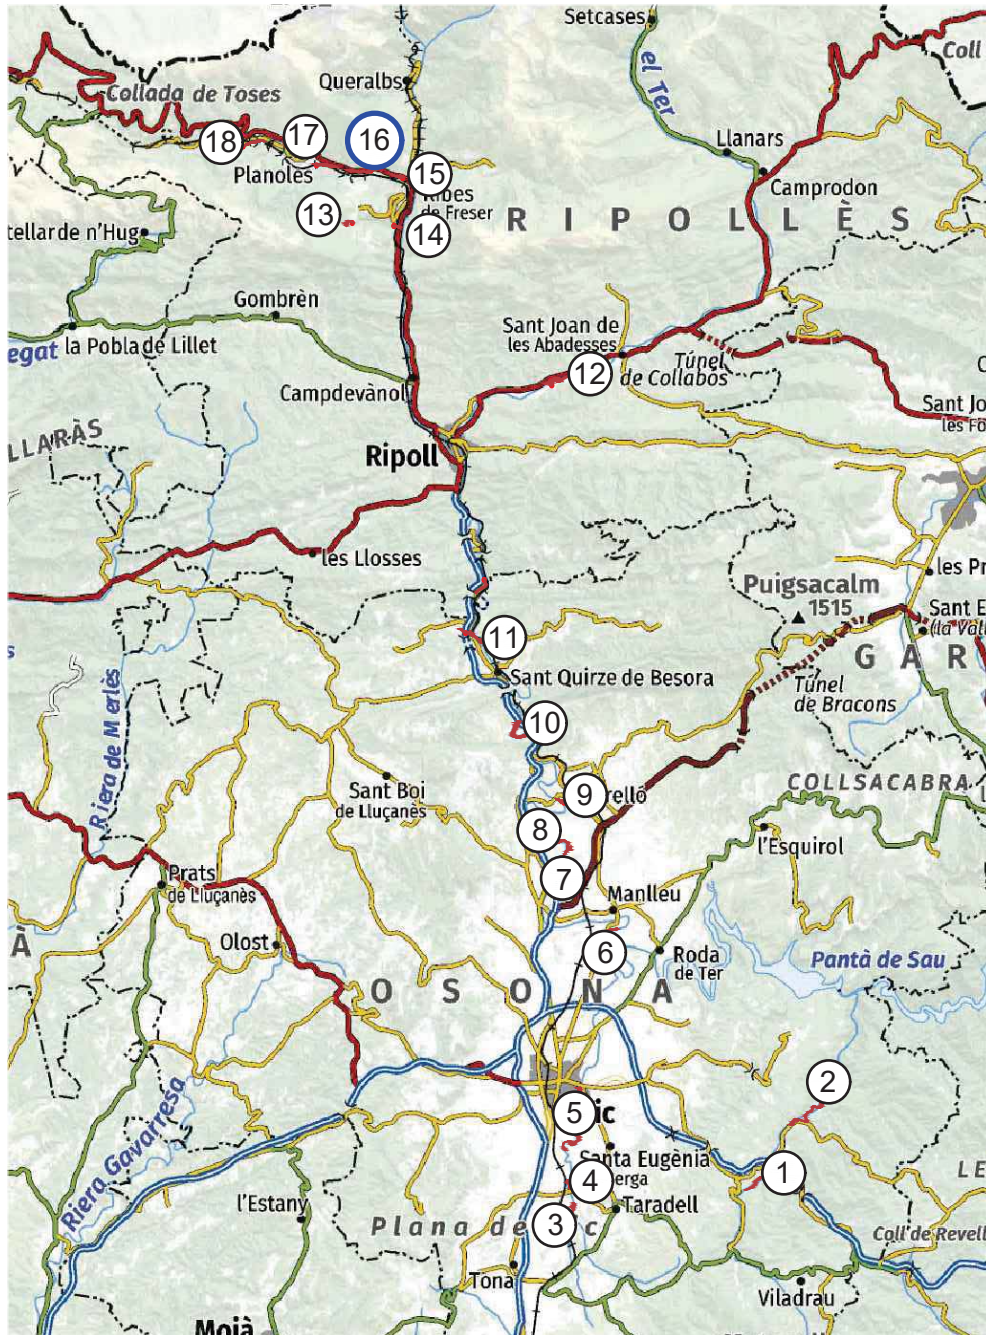 Setcases
Coll
Queralbs
el Ter
Collada de Toses
Llanars
18
17
16
15
Planoles
Camprodon
Ribes
de Freser
13
14
RIPOLLÈS
tellar de n'Hug
Gombrèn
Sant Joan de
les Abadesses
egat
la Pobla de Lillet
Túnel
de Collabós
12
Campdevànol
Sant Jo
les Fo
LLARÀS
Ripoll
les Llosses
les Pr
Puigsacalm
1515
Sant E
(la Vall
GAR
11
Sant Quirze de Besora
Túnel
de Bracons
Riera de Merlès
10
COLLSACABRA
Sant Boi
de Lluçanès
9
relló
8
l'Esquirol
7
Prats
de Lluçanès
Manlleu
À
Olost
6
Roda
de Ter
Pantà de Sau
OSONA
2
5
ic
Riera Gavarresa
Santa Eugènia
erga
1
4
LE
l'Estany
Taradell
3
Plana de
ic
Coll de Revell
Tona
Viladrau
Moià